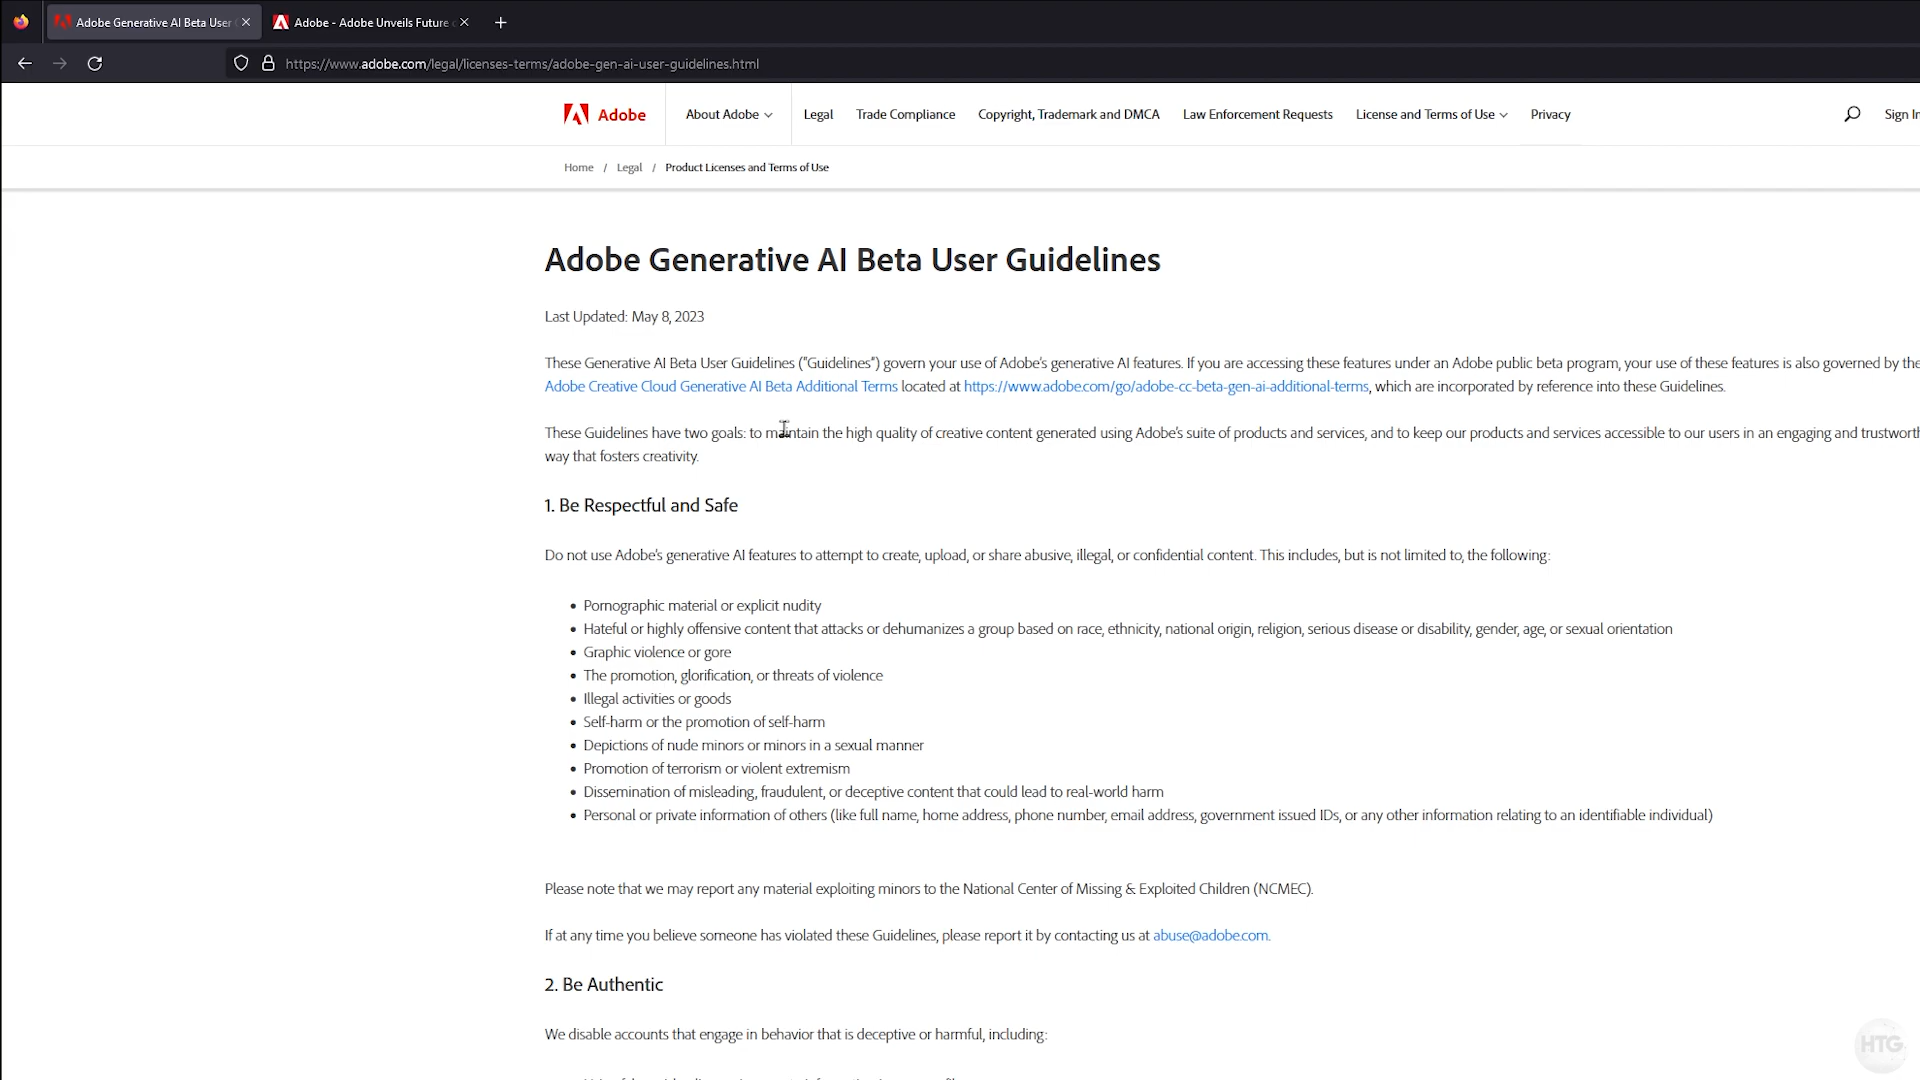 Adobe Generative AI Beta User
Adobe - Adobe Unveils Future
https://www.adobe.com/legal/licenses-terms/adobe-gen-ai-user-guidelines.html
Adobe About Adobe Legal Trade Compliance Copyright, Trademark and DMCA Law Enforcement Requests License and Terms of Use Privacy Sign In
Home / Legal / Product Licenses and Terms of Use
Adobe Generative AI Beta User Guidelines
Last Updated: May 8, 2023
These Generative AI Beta User Guidelines ("Guidelines") govern your use of Adobe's generative AI features. If you are accessing these features under an Adobe public beta program, your use of these features is also governed by the
Adobe Creative Cloud Generative AI Beta Additional Terms located at https://www.adobe.com/go/adobe-cc-beta-gen-ai-additional-terms, which are incorporated by reference into these Guidelines.
These Guidelines have two goals: to maintain the high quality of creative content generated using Adobe's suite of products and services, and to keep our products and services accessible to our users in an engaging and trustworth
way that fosters creativity.
1. Be Respectful and Safe
Do not use Adobe's generative AI features to attempt to create, upload, or share abusive, illegal, or confidential content. This includes, but is not limited to, the following:
• Pornographic material or explicit nudity
• Hateful or highly offensive content that attacks or dehumanizes a group based on race, ethnicity, national origin, religion, serious disease or disability, gender, age, or sexual orientation
• Graphic violence or gore
• The promotion, glorification, or threats of violence
• Illegal activities or goods
• Self-harm or the promotion of self-harm
• Depictions of nude minors or minors in a sexual manner
• Promotion of terrorism or violent extremism
• Dissemination of misleading, fraudulent, or deceptive content that could lead to real-world harm
• Personal or private information of others (like full name, home address, phone number, email address, government issued IDs, or any other information relating to an identifiable individual)
Please note that we may report any material exploiting minors to the National Center of Missing & Exploited Children (NCMEC).
If at any time you believe someone has violated these Guidelines, please report it by contacting us at abuse@adobe.com.
2. Be Authentic
We disable accounts that engage in behavior that is deceptive or harmful, including:
HTG